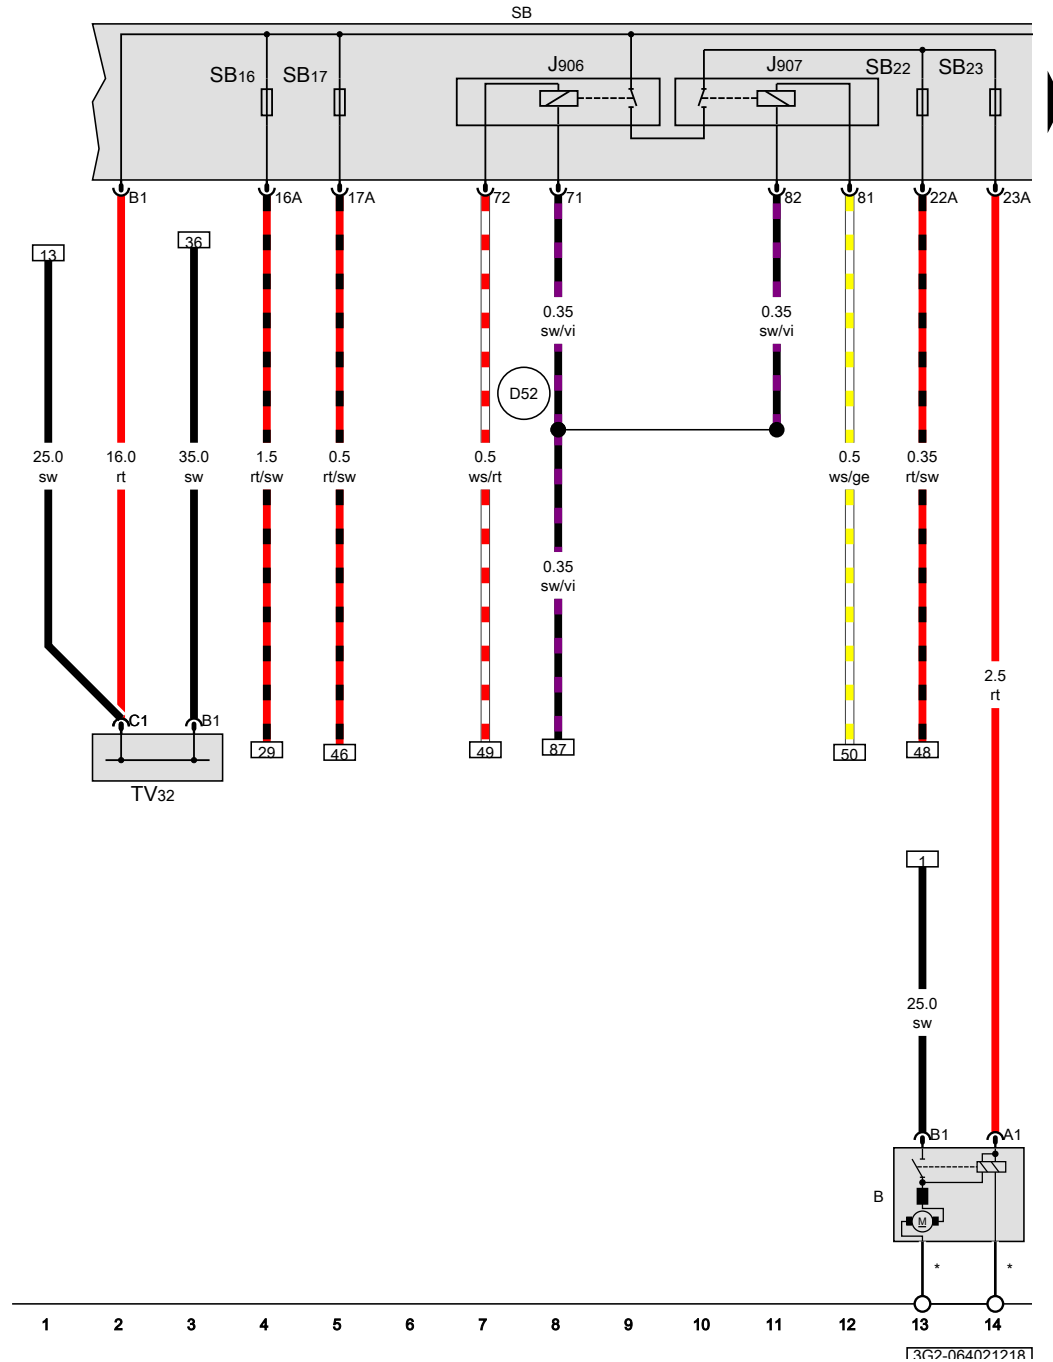 SB
SB16 SB17 J906 J907 SB22 SB23
B1 16A 17A 72 71 82 81 22A 23A
13 36
0.35 0.35
sw/vi sw/vi
D52
25.0 16.0 35.0 1.5 0.5 0.5 0.5 0.35
sw rt sw rt/sw rt/sw ws/rt ws/ge rt/sw
0.35
sw/vi
2.5
rt
C1 B1
29 46 49 87 50 48
TV32
1
25.0
sw
B1 A1
B
M
* *
1 2 3 4 5 6 7 8 9 10 11 12 13 14
3G2-064021218